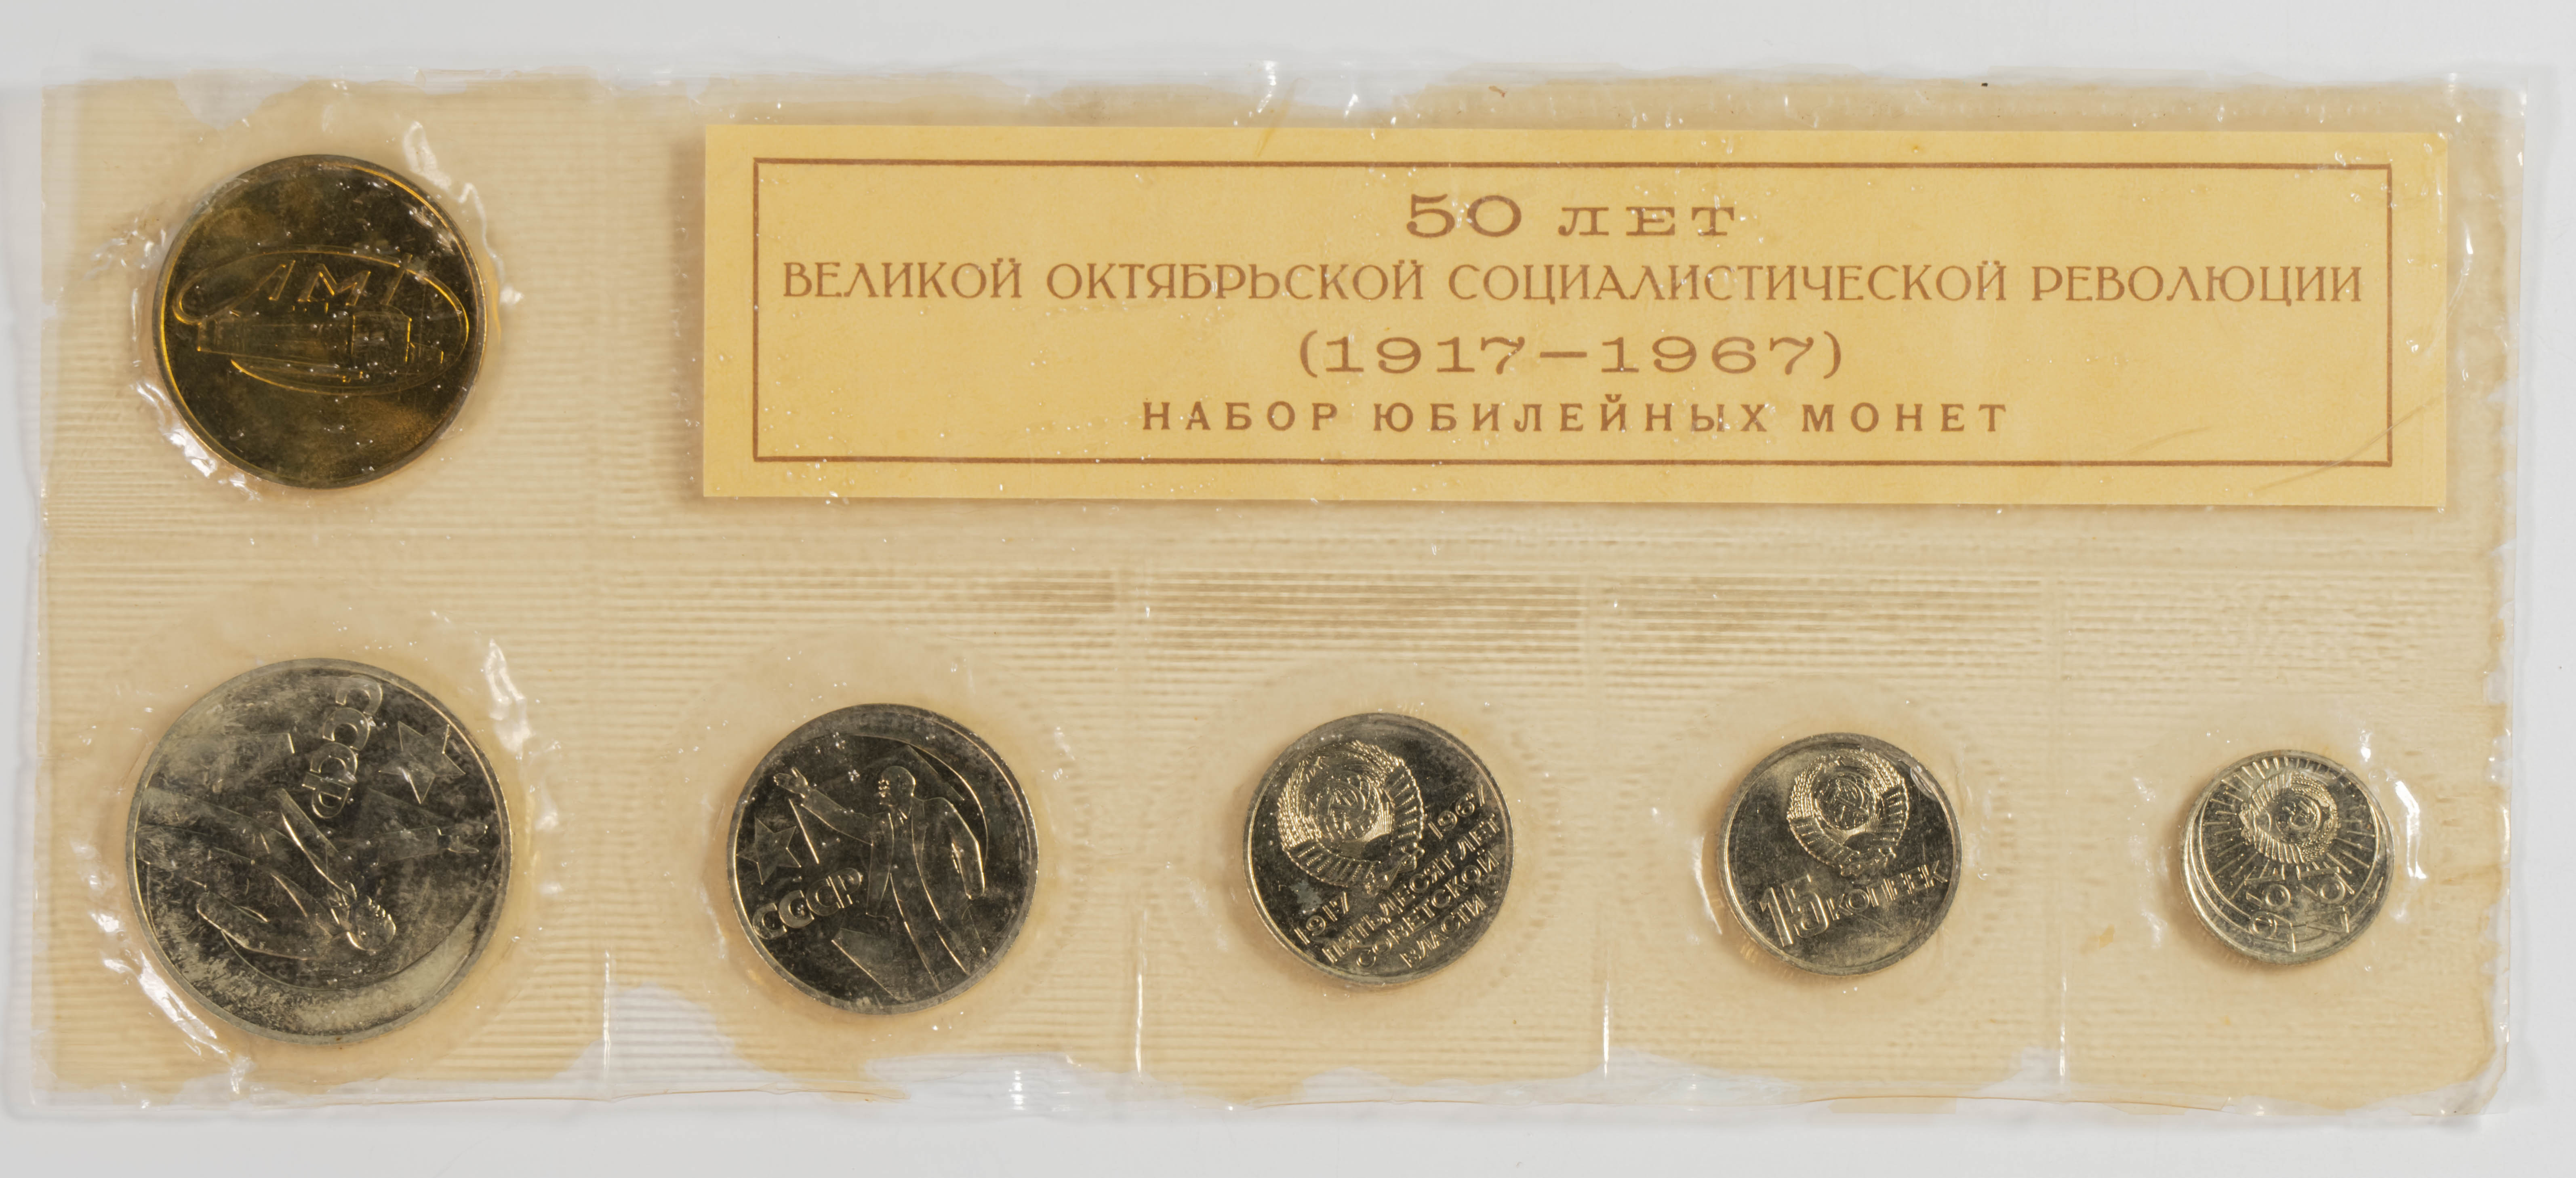 50 ЛЕТ
ВЕЛИКОЙ ОКТЯБРЬСКОЙ СОЦИАЛИСТИЧЕСКОЙ РЕВОЛЮЦИИ
(1917—1967)
НАБОР ЮБИЛЕЙНЫХ МОНЕТ
СССР
СССР
1917 1967
ПЯТЬДЕСЯТ ЛЕТ
СОВЕТСКОЙ
ВЛАСТИ
15 КОПЕЕК
1967